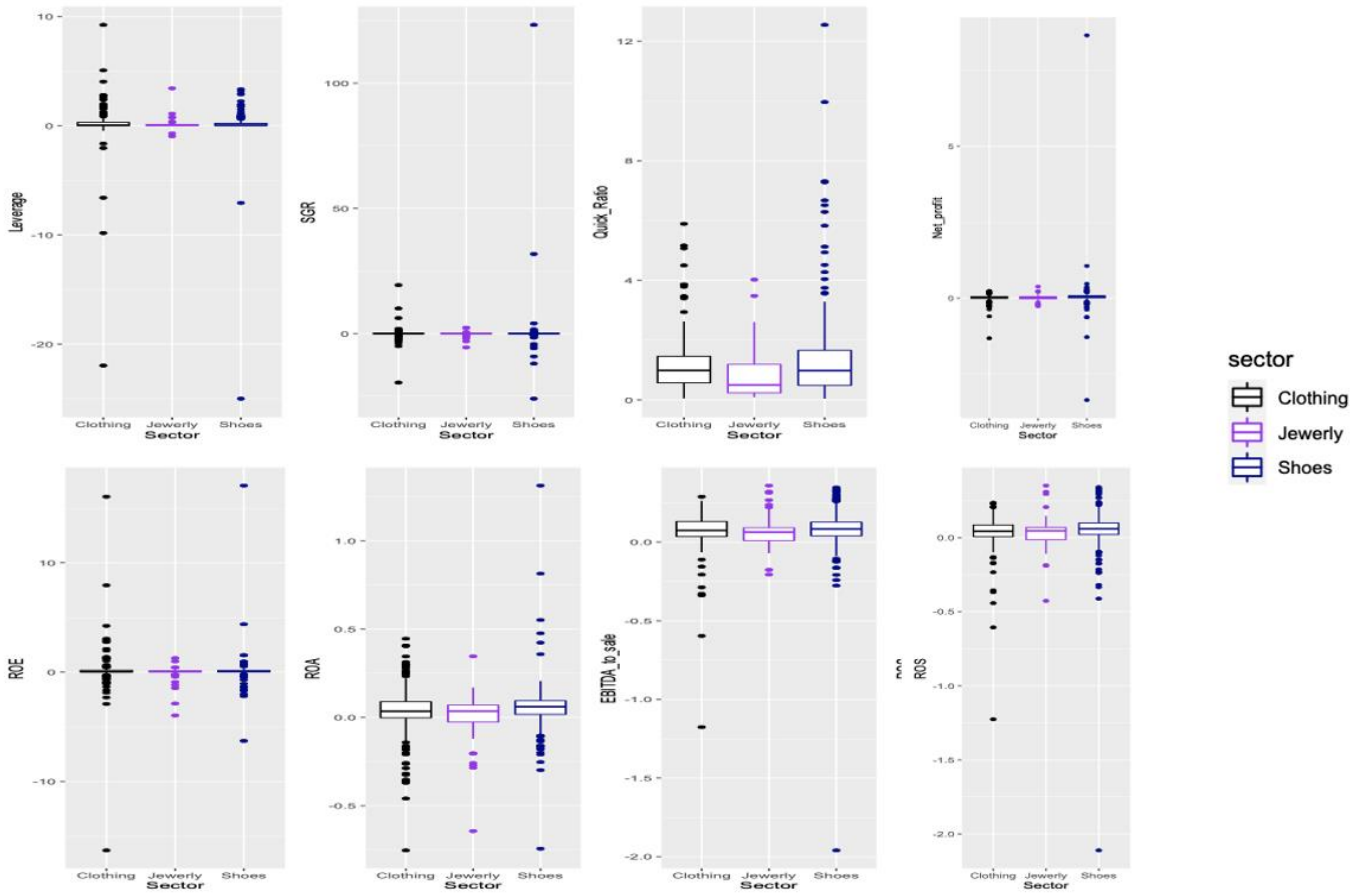 Leverage
10
0
-10
-20
Clothing Jewerly Shoes
Sector
SGR
100
50
0
Clothing Jewerly Shoes
Sector
Quick_Ratio
12
8
4
0
Clothing Jewerly Shoes
Sector
Net_profit
5
0
Clothing Jewerly Shoes
Sector
sector
Clothing
Jewerly
Shoes
ROE
10
0
-10
Clothing Jewerly Shoes
Sector
ROA
1.0
0.5
0.0
-0.5
Clothing Jewerly Shoes
Sector
EBITDA_to_sale
0.0
-0.5
-1.0
-1.5
-2.0
Clothing Jewerly Shoes
Sector
ROS
0.0
-0.5
-1.0
-1.5
-2.0
Clothing Jewerly Shoes
Sector